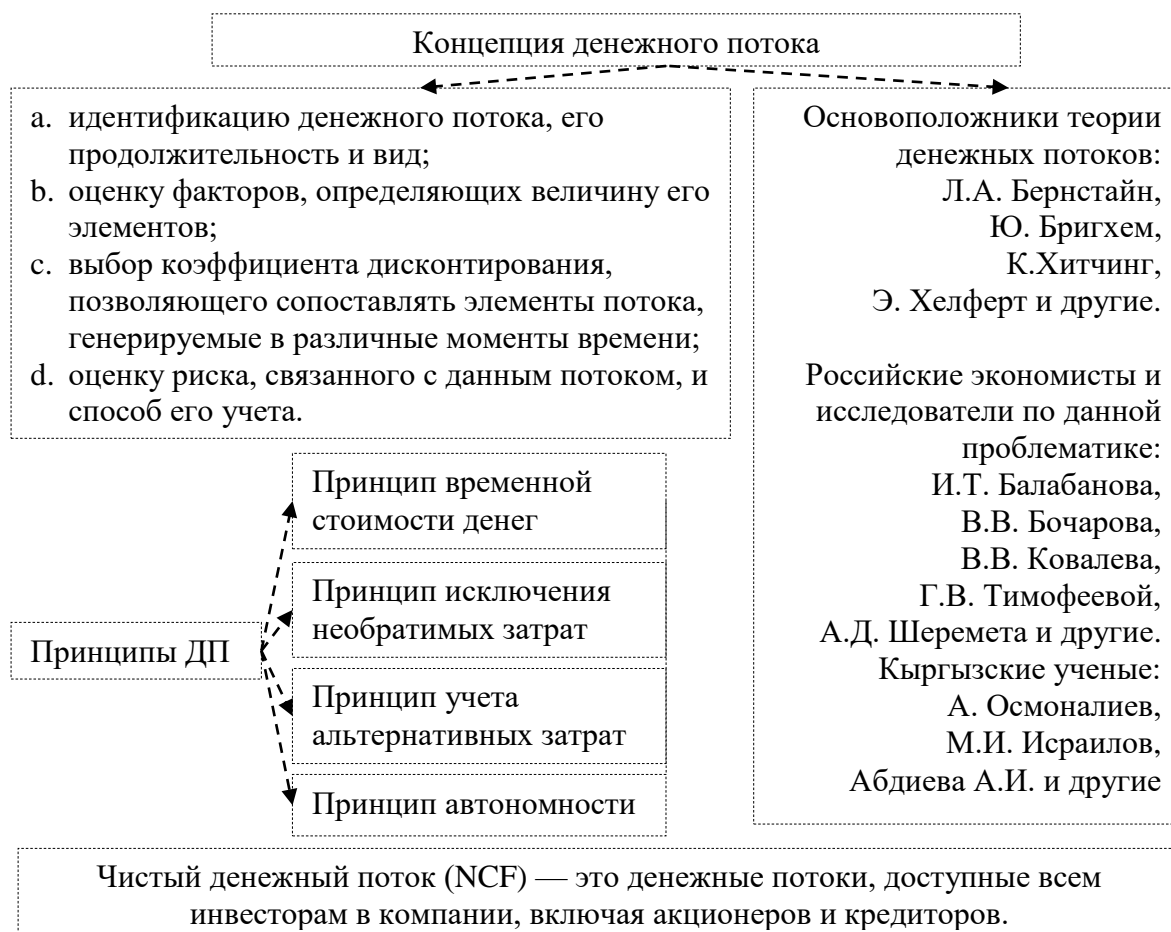 Концепция денежного потока
a. идентификацию денежного потока, его
продолжительность и вид;
b. оценку факторов, определяющих величину его
элементов;
c. выбор коэффициента дисконтирования,
позволяющего сопоставлять элементы потока,
генерируемые в различные моменты времени;
d. оценку риска, связанного с данным потоком, и
способ его учета.
Основоположники теории
денежных потоков:
Л.А. Бернстайн,
Ю. Бригхем,
К.Хитчинг,
Э. Хелферт и другие.
Российские экономисты и
исследователи по данной
проблематике:
И.Т. Балабанова,
В.В. Бочарова,
В.В. Ковалева,
Г.В. Тимофеевой,
А.Д. Шеремета и другие.
Кыргызские ученые:
А. Осмоналиев,
М.И. Исраилов,
Абдиева А.И. и другие
Принципы ДП
Принцип временной
стоимости денег
Принцип исключения
необратимых затрат
Принцип учета
альтернативных затрат
Принцип автономности
Чистый денежный поток (NCF) — это денежные потоки, доступные всем
инвесторам в компании, включая акционеров и кредиторов.